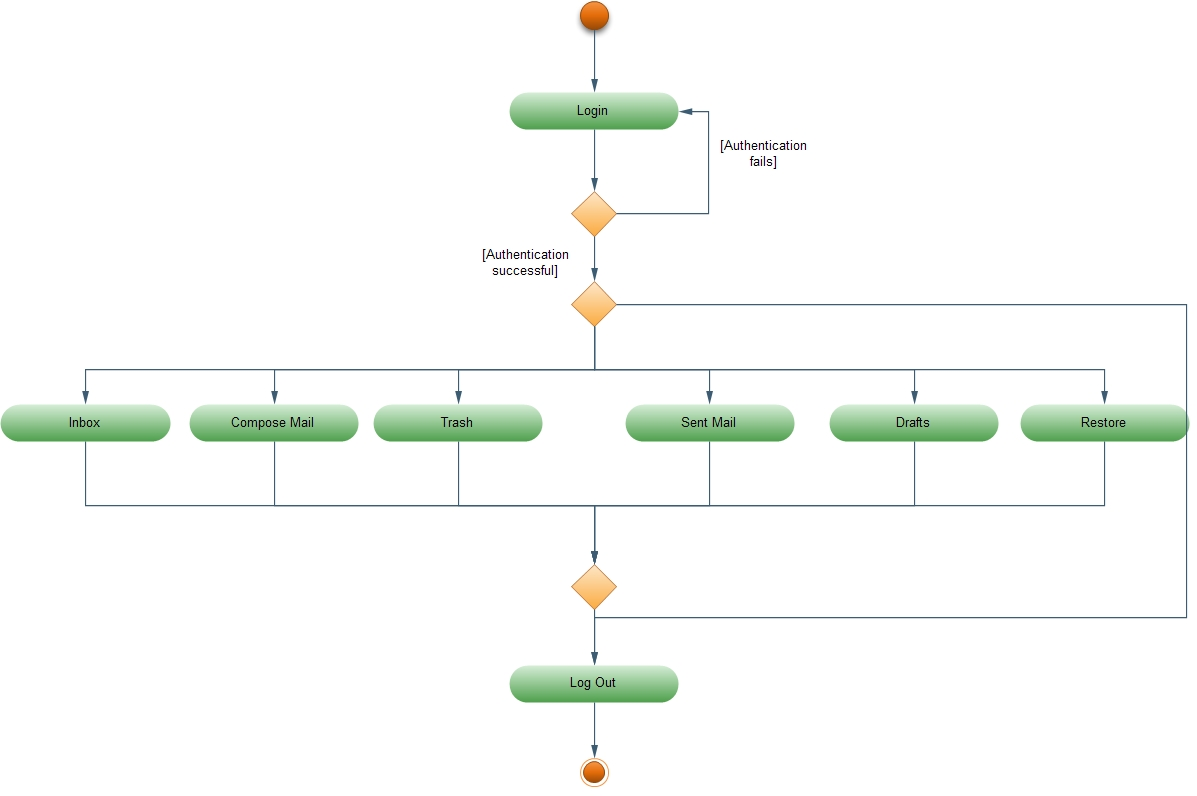 Login
[Authentication
fails]
[Authentication
successful]
Inbox
Compose Mail
Trash
Sent Mail
Drafts
Restore
Log Out